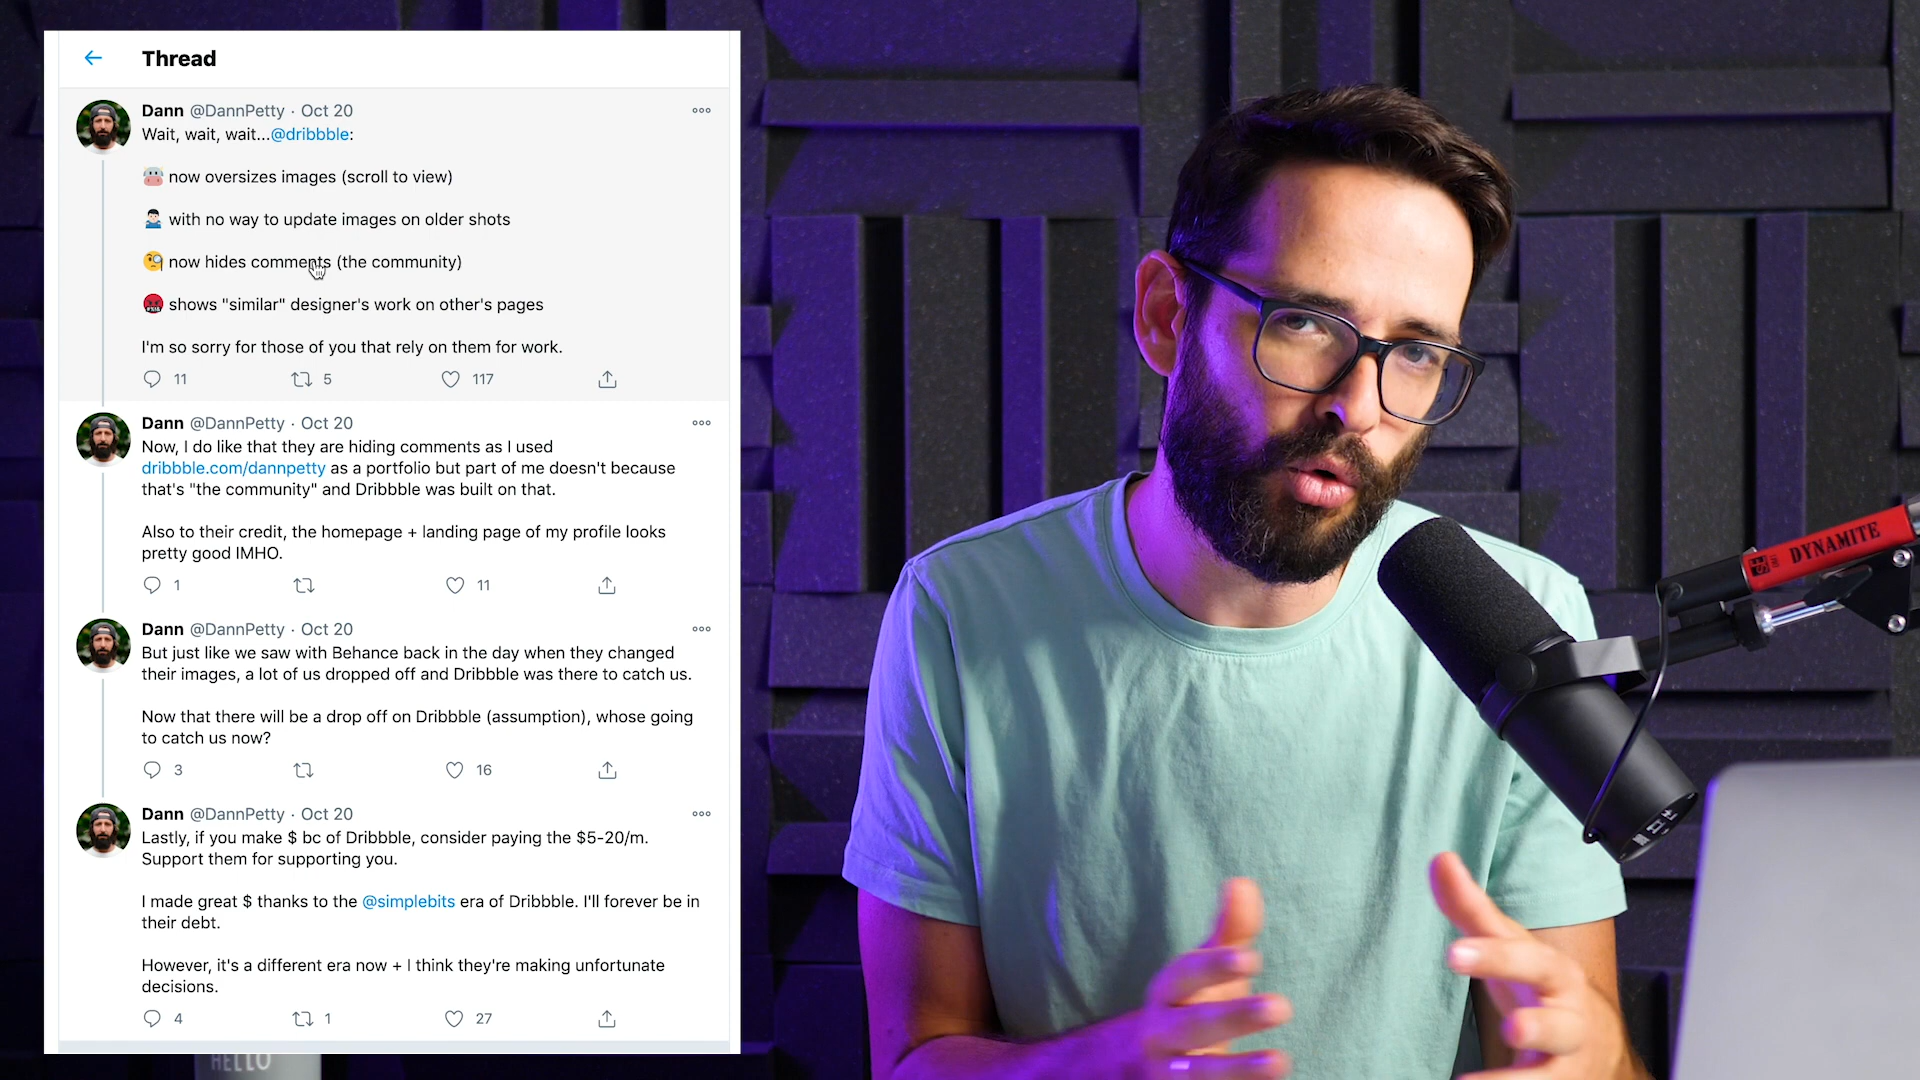 Thread
Dann @DannPetty · Oct 20
Wait, wait, wait...@dribbble:
🐮 now oversizes images (scroll to view)
🤷🏻‍♂️ with no way to update images on older shots
🧐 now hides comments (the community)
🤬 shows "similar" designer's work on other's pages
I'm so sorry for those of you that rely on them for work.
11 5 117
Dann @DannPetty · Oct 20
Now, I do like that they are hiding comments as I used
dribbble.com/dannpetty as a portfolio but part of me doesn't because
that's "the community" and Dribbble was built on that.
Also to their credit, the homepage + landing page of my profile looks
pretty good IMHO.
1 11
Dann @DannPetty · Oct 20
But just like we saw with Behance back in the day when they changed
their images, a lot of us dropped off and Dribbble was there to catch us.
Now that there will be a drop off on Dribbble (assumption), whose going
to catch us now?
3 16
Dann @DannPetty · Oct 20
Lastly, if you make $ bc of Dribbble, consider paying the $5-20/m.
Support them for supporting you.
I made great $ thanks to the @simplebits era of Dribbble. I'll forever be in
their debt.
However, it's a different era now + I think they're making unfortunate
decisions.
4 1 27
HELLO
DYNAMITE